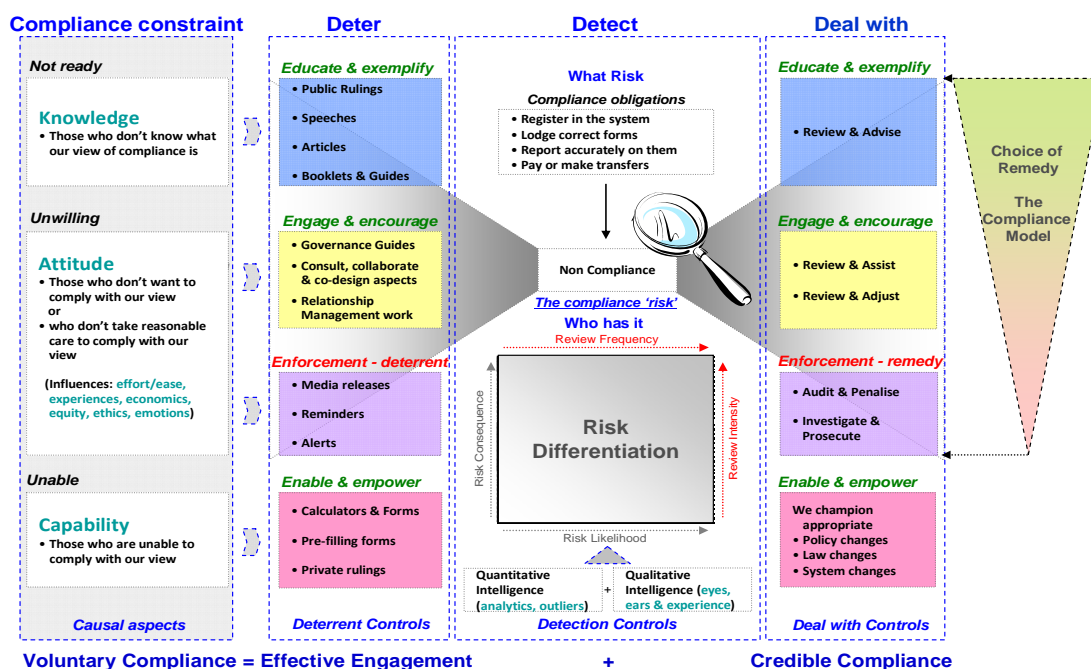 Compliance constraint
Not ready
Knowledge
• Those who don't know what
our view of compliance is
Unwilling
Attitude
• Those who don't want to
comply with our view
or
• who don't take reasonable
care to comply with our
view
(Influences: effort/ease,
experiences, economics,
equity, ethics, emotions)
Unable
Capability
• Those who are unable to
comply with our view
Causal aspects
Deter
Educate & exemplify
• Public Rulings
• Speeches
• Articles
• Booklets & Guides
Engage & encourage
• Governance Guides
• Consult, collaborate
& co-design aspects
• Relationship
Management work
Enforcement - deterrent
• Media releases
• Reminders
• Alerts
Enable & empower
• Calculators & Forms
• Pre-filling forms
• Private rulings
Deterrent Controls
Detect
What Risk
Compliance obligations
• Register in the system
• Lodge correct forms
• Report accurately on them
• Pay or make transfers
Non Compliance
The compliance 'risk'
Who has it
Review Frequency
Risk Consequence
Risk
Differentiation
Review Intensity
Risk Likelihood
Quantitative
Intelligence
(analytics, outliers)
+
Qualitative
Intelligence (eyes,
ears & experience)
Detection Controls
Deal with
Educate & exemplify
• Review & Advise
Engage & encourage
• Review & Assist
• Review & Adjust
Enforcement - remedy
• Audit & Penalise
• Investigate &
Prosecute
Enable & empower
We champion
appropriate
• Policy changes
• Law changes
• System changes
Deal with Controls
Choice of
Remedy
The
Compliance
Model
Voluntary Compliance = Effective Engagement + Credible Compliance